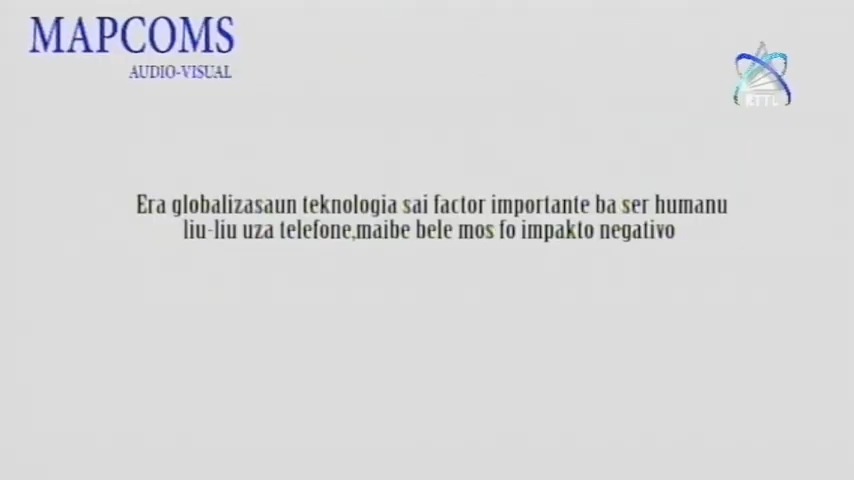 MAPCOMS
AUDIO-VISUAL
RTTL
Era globalizasaun teknologia sai factor importante ba ser humanu
liu-liu uza telefone,maibe bele mos fo impakto negativo